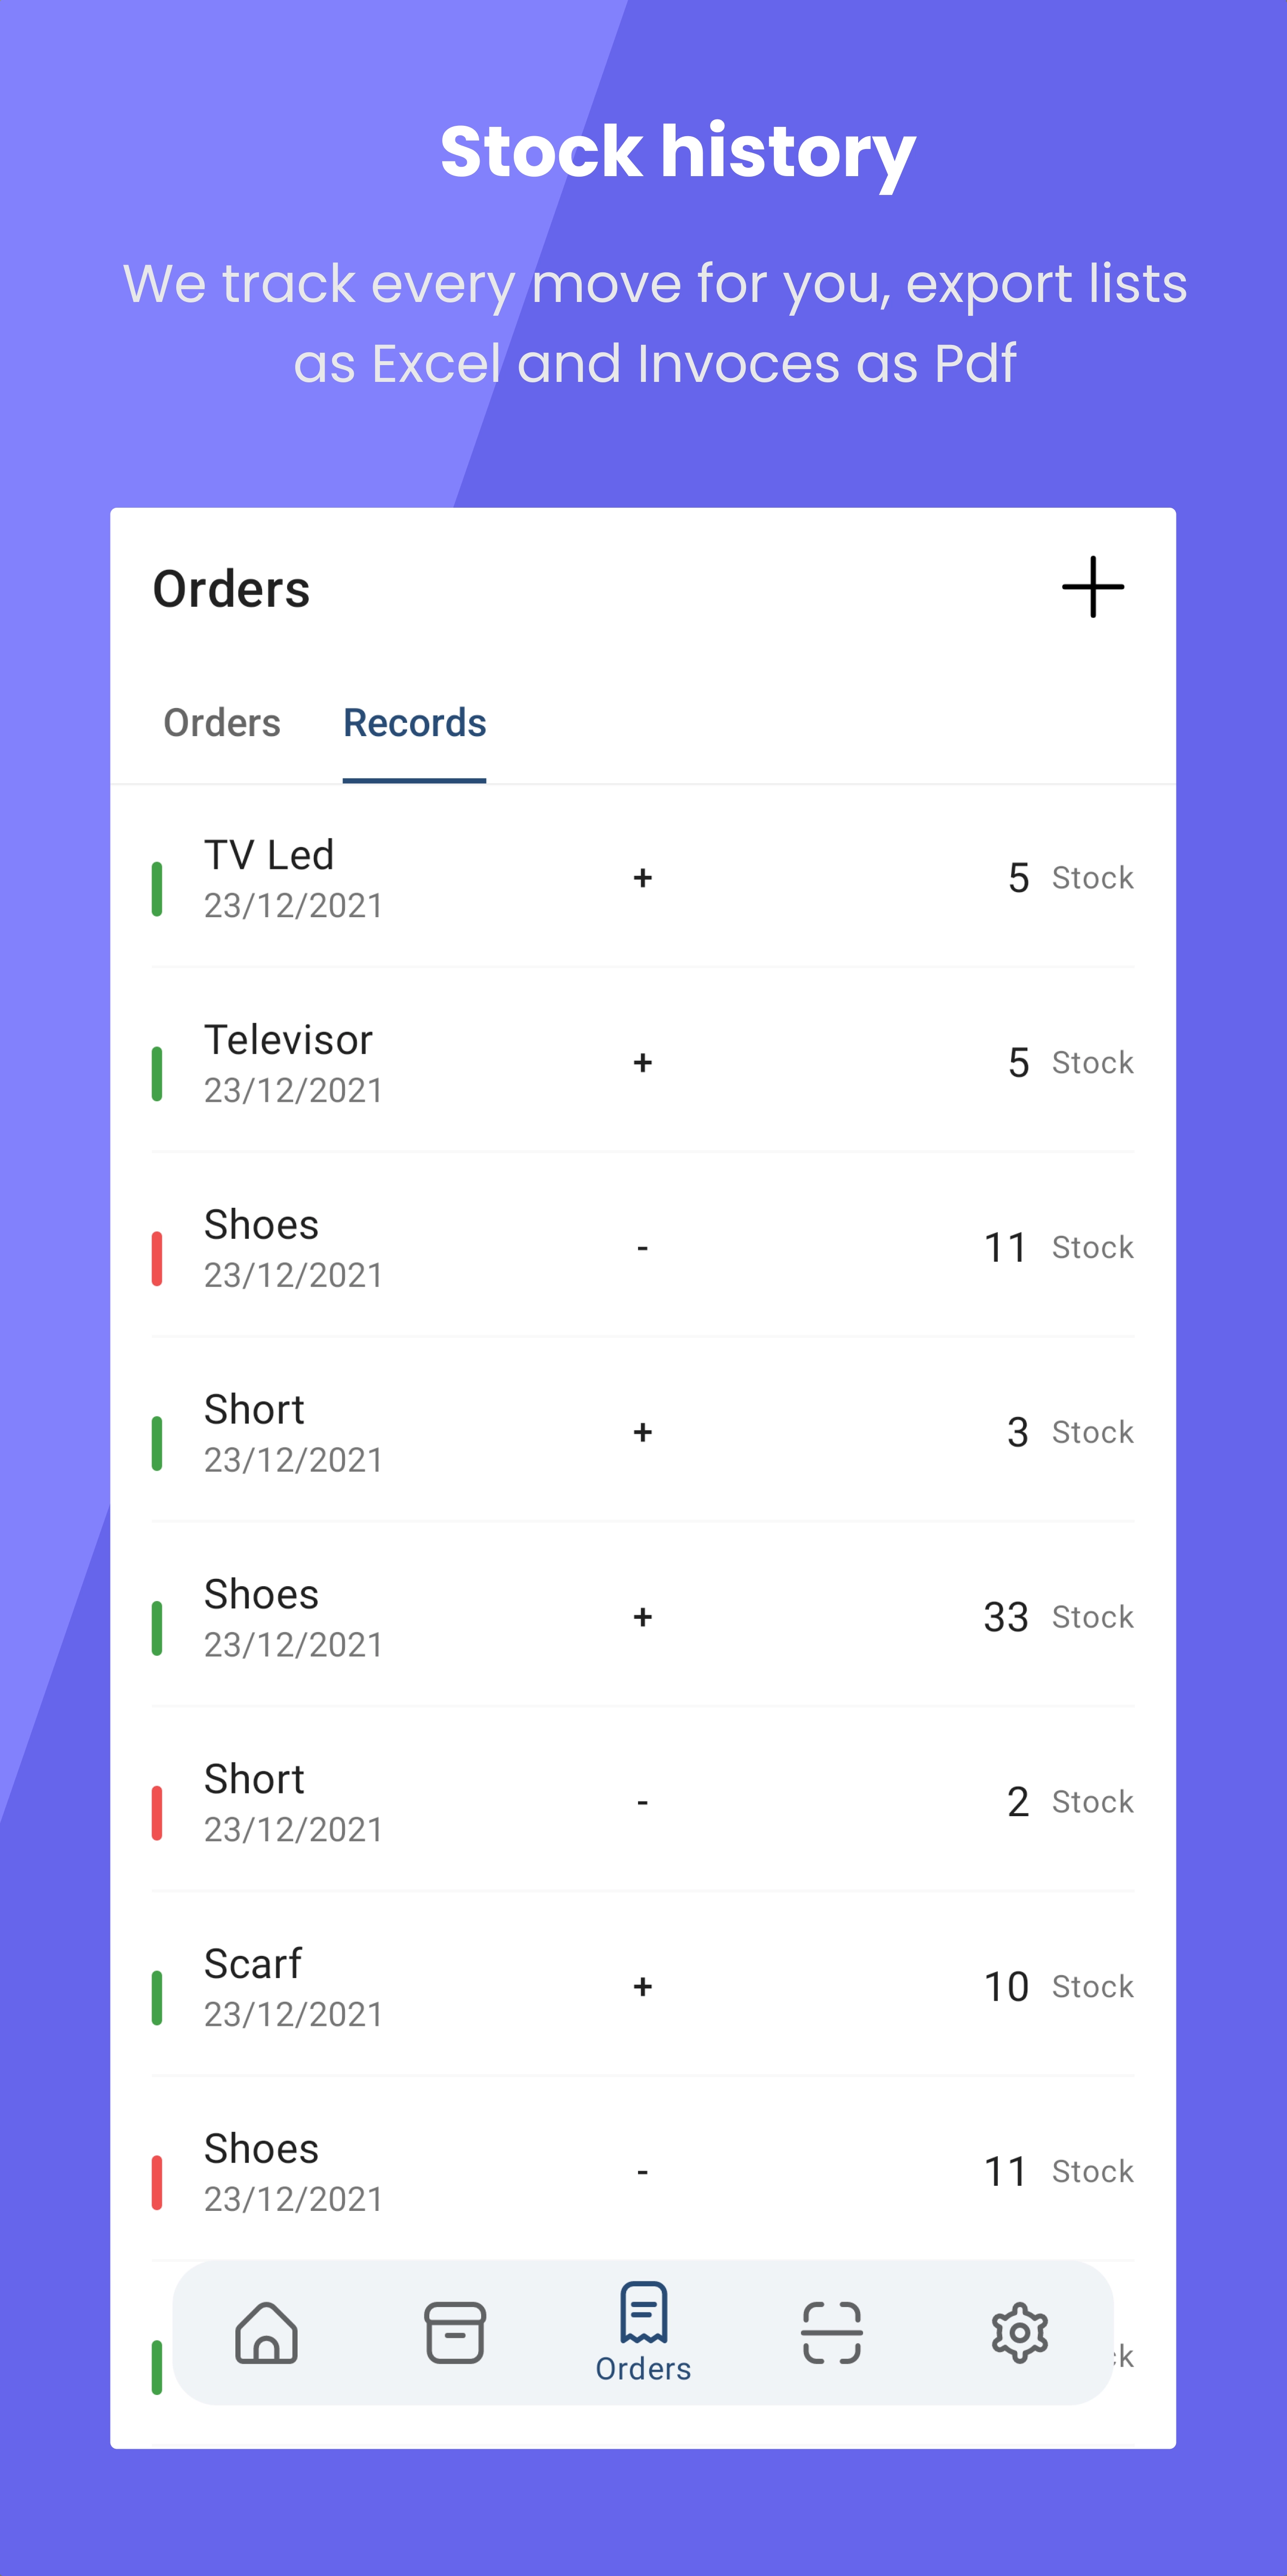 Stock history
We track every move for you, export lists
as Excel and Invoces as Pdf
Orders
Orders Records
TV Led
23/12/2021
+ 5 Stock
Televisor
23/12/2021
+ 5 Stock
Shoes
23/12/2021
- 11 Stock
Short
23/12/2021
+ 3 Stock
Shoes
23/12/2021
+ 33 Stock
Short
23/12/2021
- 2 Stock
Scarf
23/12/2021
+ 10 Stock
Shoes
23/12/2021
- 11 Stock
Orders